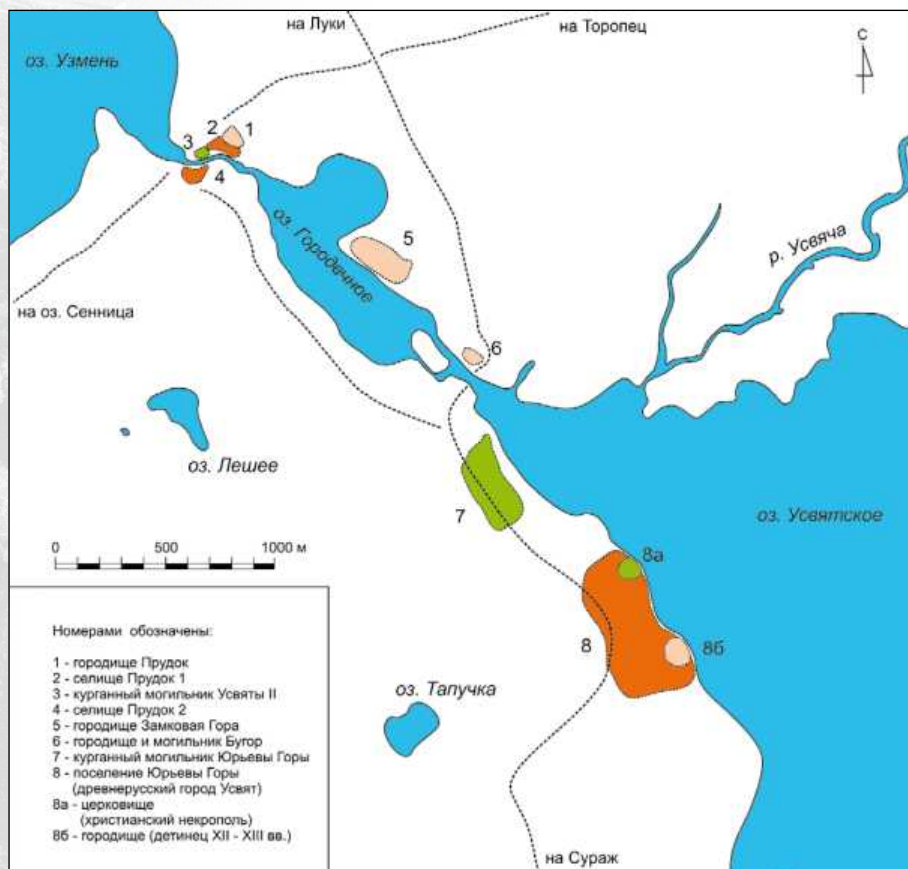 на Луки
на Торопец
оз. Узмень
С
2
1
3
4
5
оз. Городечное
р. Усвяча
на оз. Сенница
6
оз. Лешее
7
оз. Усвятское
0 500 1000 м
8а
8
8б
оз. Тапучка
на Сураж
Номерами обозначены:
1 - городище Прудок
2 - селище Прудок 1
3 - курганный могильник Усвяты II
4 - селище Прудок 2
5 - городище Замковая Гора
6 - городище и могильник Бугор
7 - курганный могильник Юрьевы Горы
8 - поселение Юрьевы Горы
(древнерусский город Усвят)
8а - церковище
(христианский некрополь)
8б - городище (детинец XII - XIII вв.)